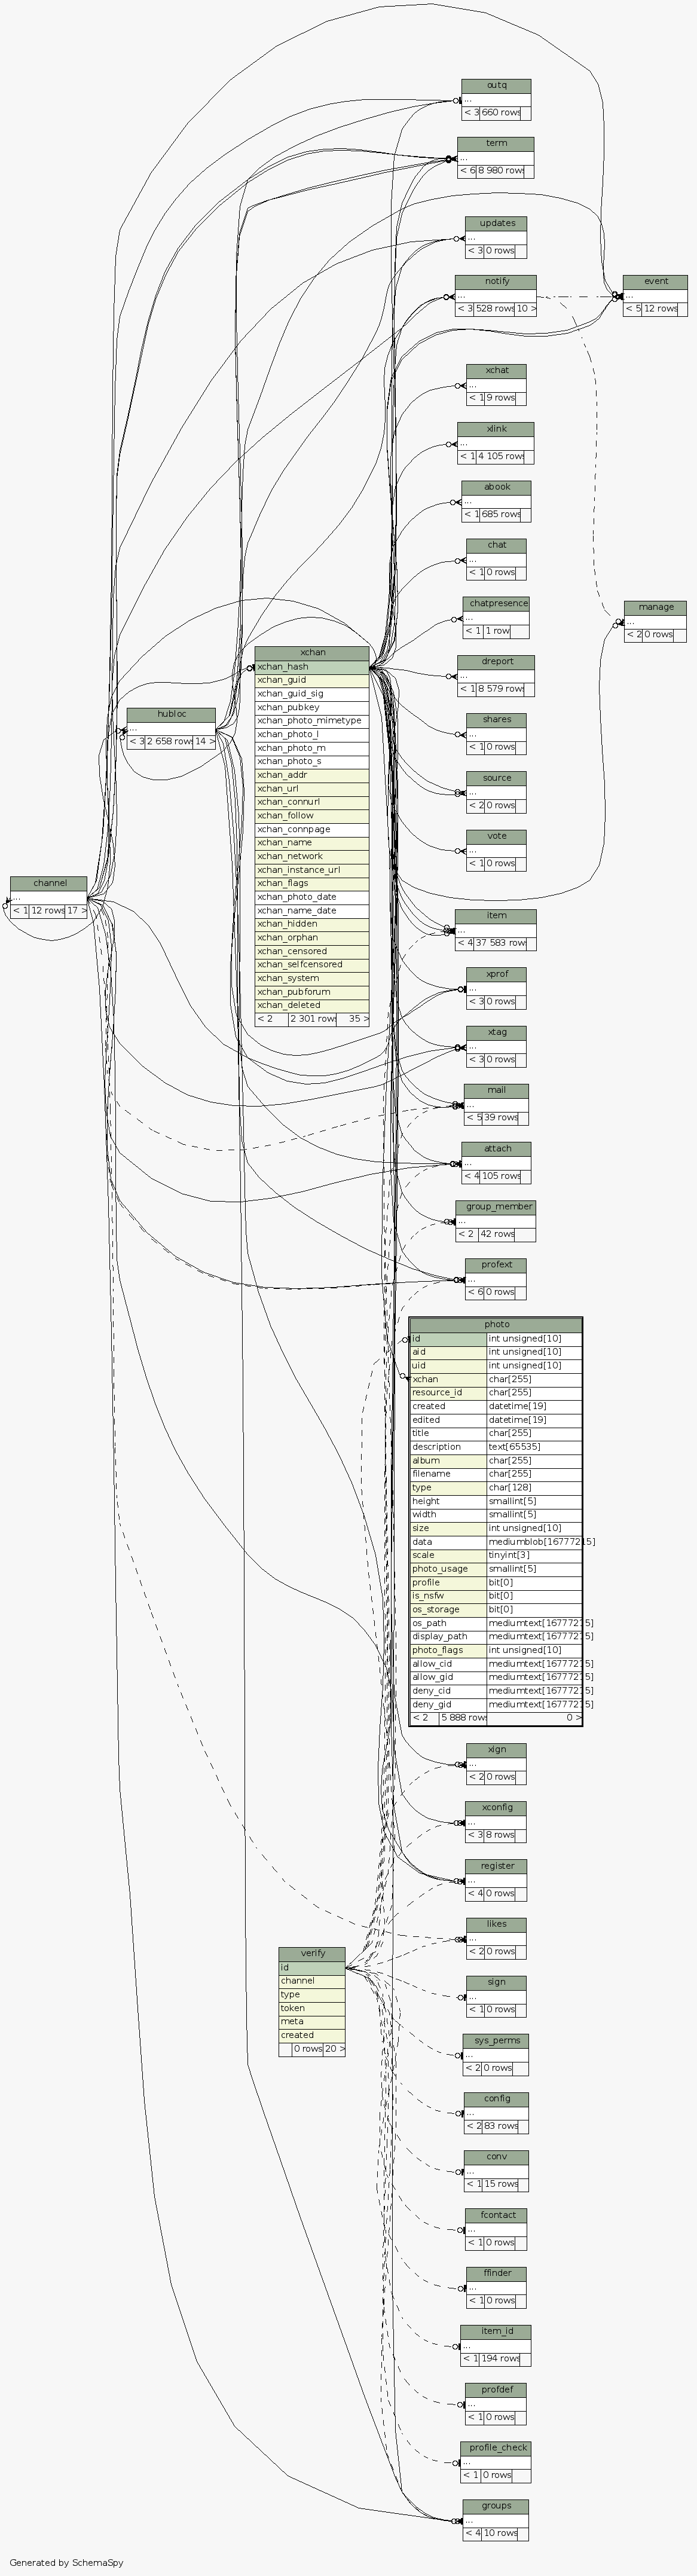 outq
...
< 3 660 rows
term
...
< 6 8 980 rows
updates
...
< 3 0 rows
notify
...
< 3 528 rows 10 >
event
...
< 5 12 rows
xchat
...
< 1 9 rows
xlink
...
< 1 4 105 rows
abook
...
< 1 685 rows
chat
...
< 1 0 rows
chatpresence
...
< 1 1 row
manage
...
< 2 0 rows
dreport
...
< 1 8 579 rows
shares
...
< 1 0 rows
source
...
< 2 0 rows
vote
...
< 1 0 rows
xchan
xchan_hash
xchan_guid
xchan_guid_sig
xchan_pubkey
xchan_photo_mimetype
xchan_photo_l
xchan_photo_m
xchan_photo_s
xchan_addr
xchan_url
xchan_connurl
xchan_follow
xchan_connpage
xchan_name
xchan_network
xchan_instance_url
xchan_flags
xchan_photo_date
xchan_name_date
xchan_hidden
xchan_orphan
xchan_censored
xchan_selfcensored
xchan_system
xchan_pubforum
xchan_deleted
< 2 2 301 rows 35 >
hubloc
...
< 3 2 658 rows 14 >
channel
...
< 1 12 rows 17 >
item
...
< 4 37 583 rows
xprof
...
< 3 0 rows
xtag
...
< 3 0 rows
mail
...
< 5 39 rows
attach
...
< 4 105 rows
group_member
...
< 2 42 rows
profext
...
< 6 0 rows
photo
id int unsigned[10]
aid int unsigned[10]
uid int unsigned[10]
xchan char[255]
resource_id char[255]
created datetime[19]
edited datetime[19]
title char[255]
description text[65535]
album char[255]
filename char[255]
type char[128]
height smallint[5]
width smallint[5]
size int unsigned[10]
data mediumblob[16777215]
scale tinyint[3]
photo_usage smallint[5]
profile bit[0]
is_nsfw bit[0]
os_storage bit[0]
os_path mediumtext[16777215]
display_path mediumtext[16777215]
photo_flags int unsigned[10]
allow_cid mediumtext[16777215]
allow_gid mediumtext[16777215]
deny_cid mediumtext[16777215]
deny_gid mediumtext[16777215]
< 2 5 888 rows 0 >
xign
...
< 2 0 rows
xconfig
...
< 3 8 rows
register
...
< 4 0 rows
likes
...
< 2 0 rows
verify
id
channel
type
token
meta
created
0 rows 20 >
sign
...
< 1 0 rows
sys_perms
...
< 2 0 rows
config
...
< 2 83 rows
conv
...
< 1 15 rows
fcontact
...
< 1 0 rows
ffinder
...
< 1 0 rows
item_id
...
< 1 194 rows
profdef
...
< 1 0 rows
profile_check
...
< 1 0 rows
groups
...
< 4 10 rows
Generated by SchemaSpy